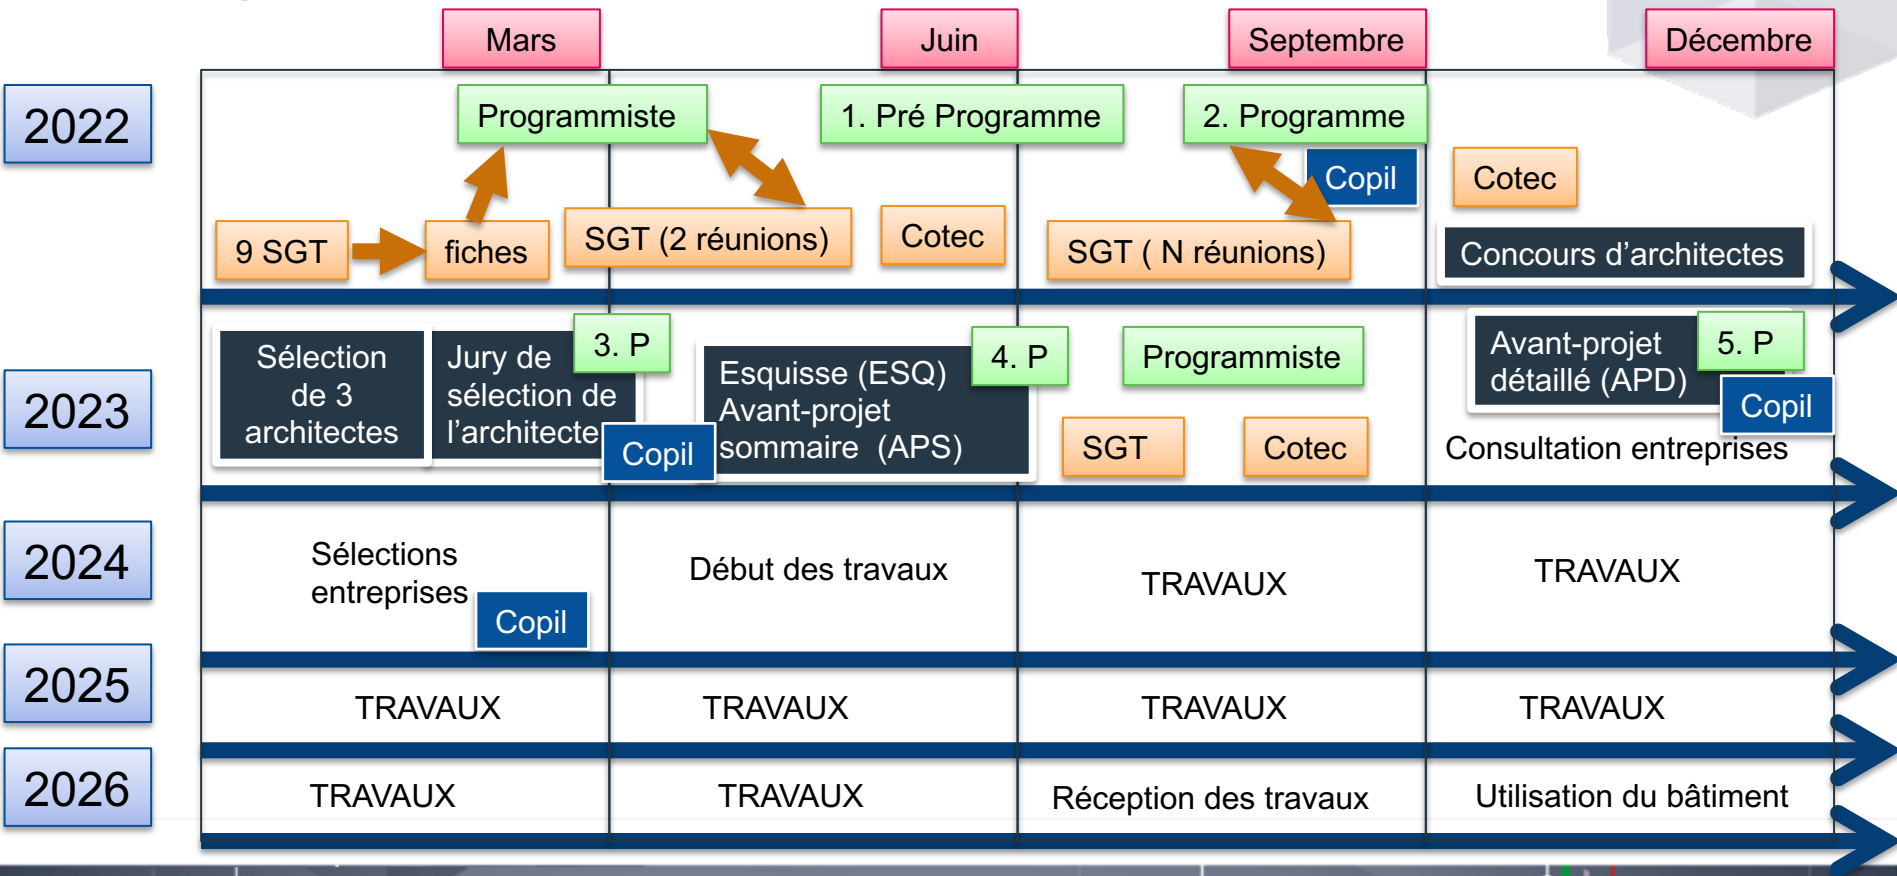 Mars
Juin
Septembre
Décembre
2022
Programmiste
1. Pré Programme
2. Programme
Copil
Cotec
9 SGT
fiches
SGT (2 réunions)
Cotec
SGT ( N réunions)
Concours d’architectes
2023
Sélection
de 3
architectes
Jury de
sélection de
l’architecte
3. P
Copil
Esquisse (ESQ)
Avant-projet
sommaire (APS)
4. P
Programmiste
SGT
Cotec
Avant-projet
détaillé (APD)
5. P
Copil
Consultation entreprises
2024
Sélections
entreprises
Copil
Début des travaux
TRAVAUX
TRAVAUX
2025
TRAVAUX
TRAVAUX
TRAVAUX
TRAVAUX
2026
TRAVAUX
TRAVAUX
Réception des travaux
Utilisation du bâtiment